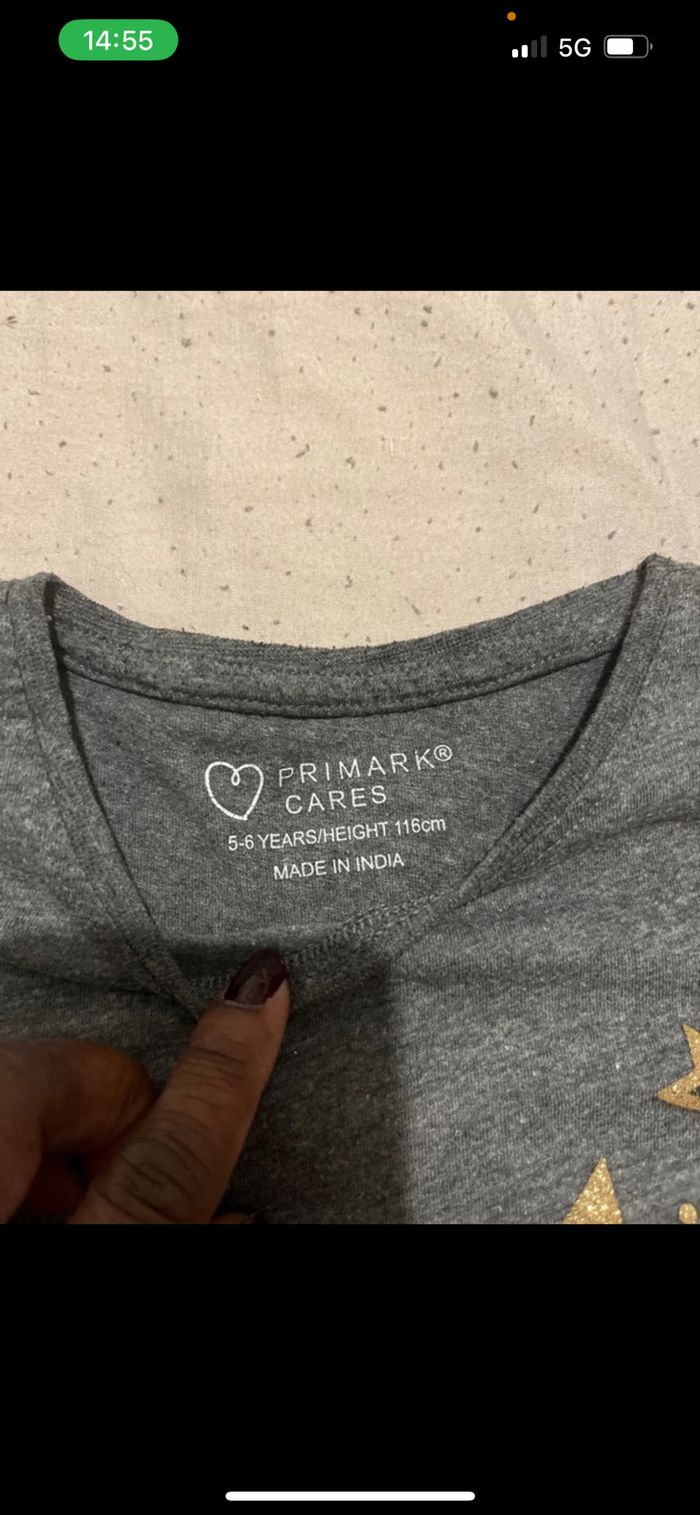 14:55
5G
PRIMARK®
CARES
5-6 YEARS/HEIGHT 116cm
MADE IN INDIA